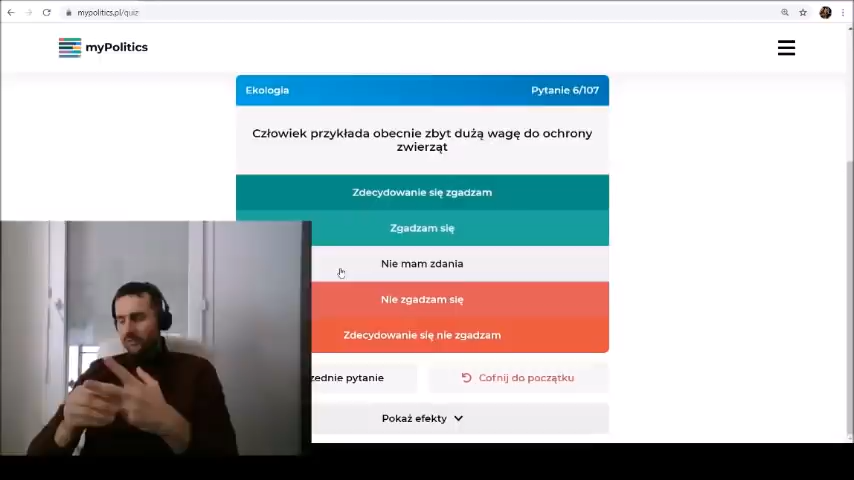 mypolitics.pl/quiz
myPolitics
Ekologia
Pytanie 6/107
Człowiek przykłada obecnie zbyt dużą wagę do ochrony
zwierząt
Zdecydowanie się zgadzam
Zgadzam się
Nie mam zdania
Nie zgadzam się
Zdecydowanie się nie zgadzam
zednie pytanie
Cofnij do początku
Pokaż efekty